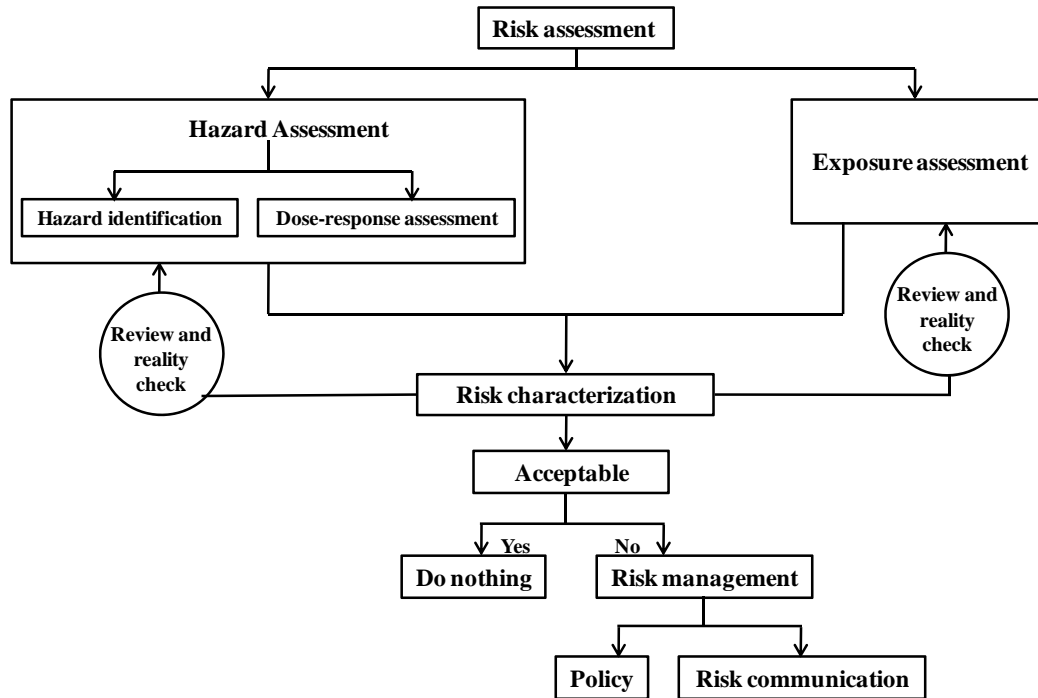 Risk assessment
Hazard Assessment
Hazard identification
Dose-response assessment
Exposure assessment
Review and
reality
check
Review and
reality
check
Risk characterization
Acceptable
Yes
No
Do nothing
Risk management
Policy
Risk communication